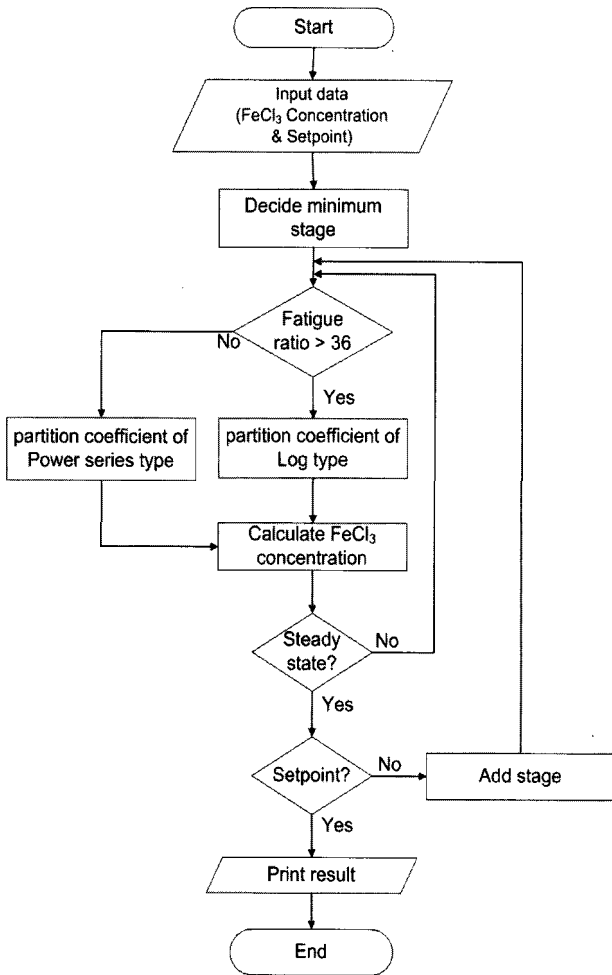 Start
Input data
(FeCl₃ Concentration
& Setpoint)
Decide minimum
stage
Fatigue
ratio > 36
No
Yes
partition coefficient of
Power series type
partition coefficient of
Log type
Calculate FeCl₃
concentration
Steady
state?
No
Yes
Setpoint?
No
Add stage
Yes
Print result
End